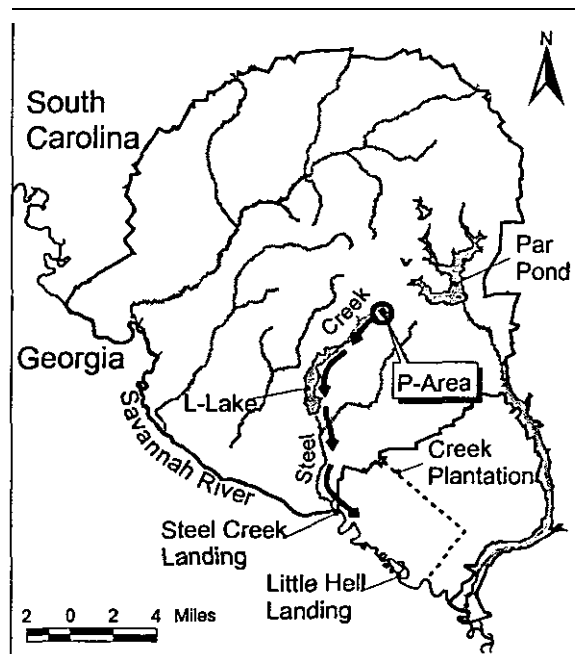 N
South
Carolina
Par
Pond
Creek
Georgia
P-Area
L-Lake
Savannah River
Steel
Creek
Plantation
Steel Creek
Landing
Little Hell
Landing
2 0 2 4 Miles